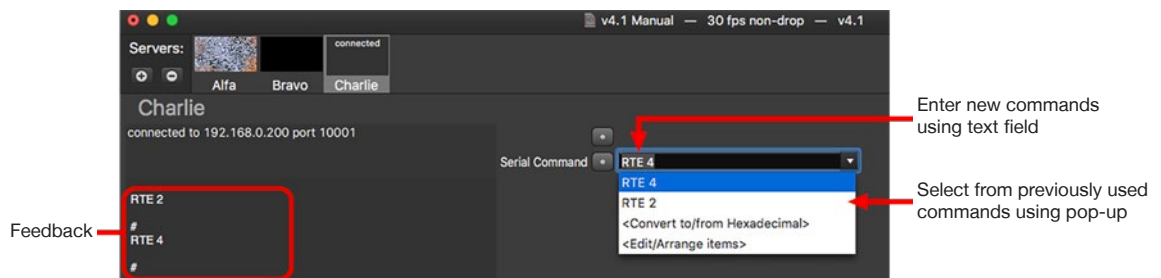 v4.1 Manual — 30 fps non-drop — v4.1
Servers:
connected
Alfa
Bravo
Charlie
Charlie
connected to 192.168.0.200 port 10001
Enter new commands
using text field
Serial Command
RTE 4
RTE 4
RTE 2
<Convert to/from Hexadecimal>
<Edit/Arrange items>
Select from previously used
commands using pop-up
Feedback
RTE 2
#
RTE 4
#